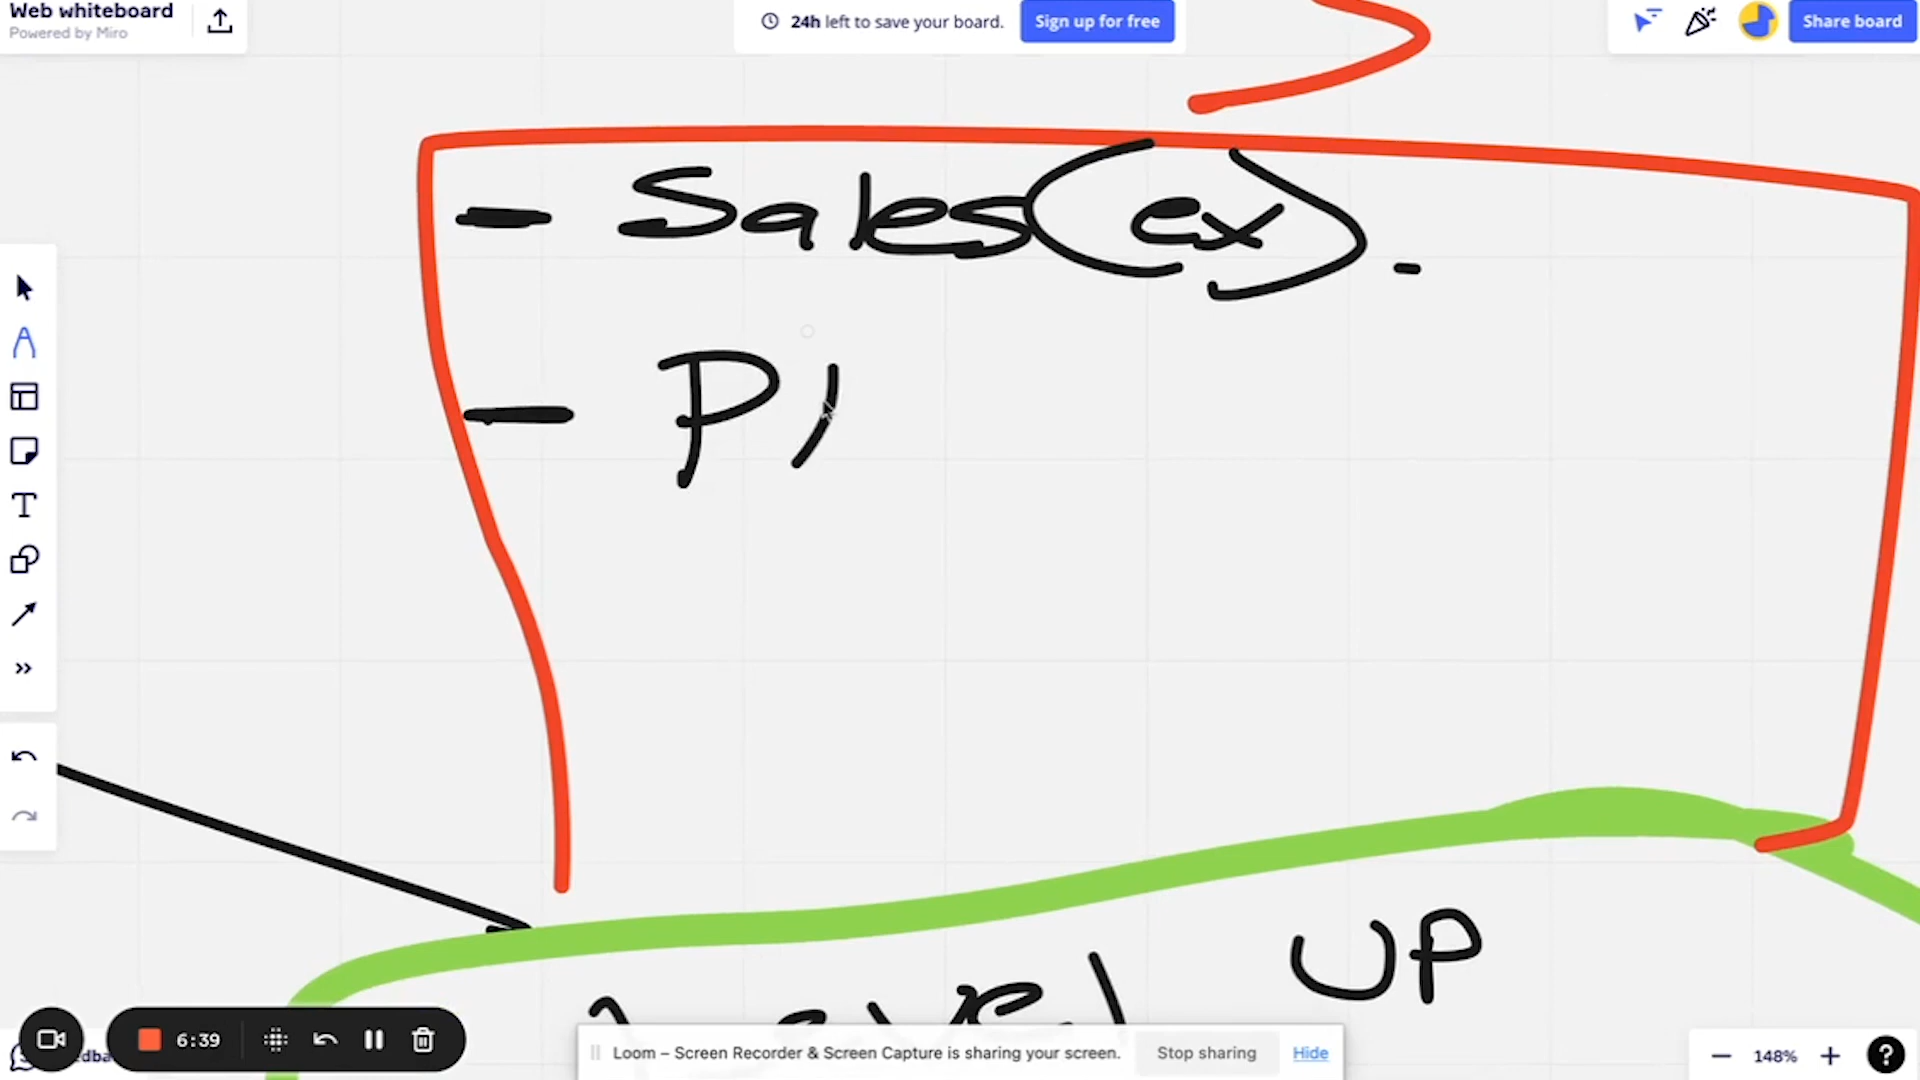 Web whiteboard
Powered by Miro
24h left to save your board.
Sign up for free
Share board
- Sales(ex).
- P
UP
6:39
Loom – Screen Recorder & Screen Capture is sharing your screen.
Stop sharing
Hide
148%